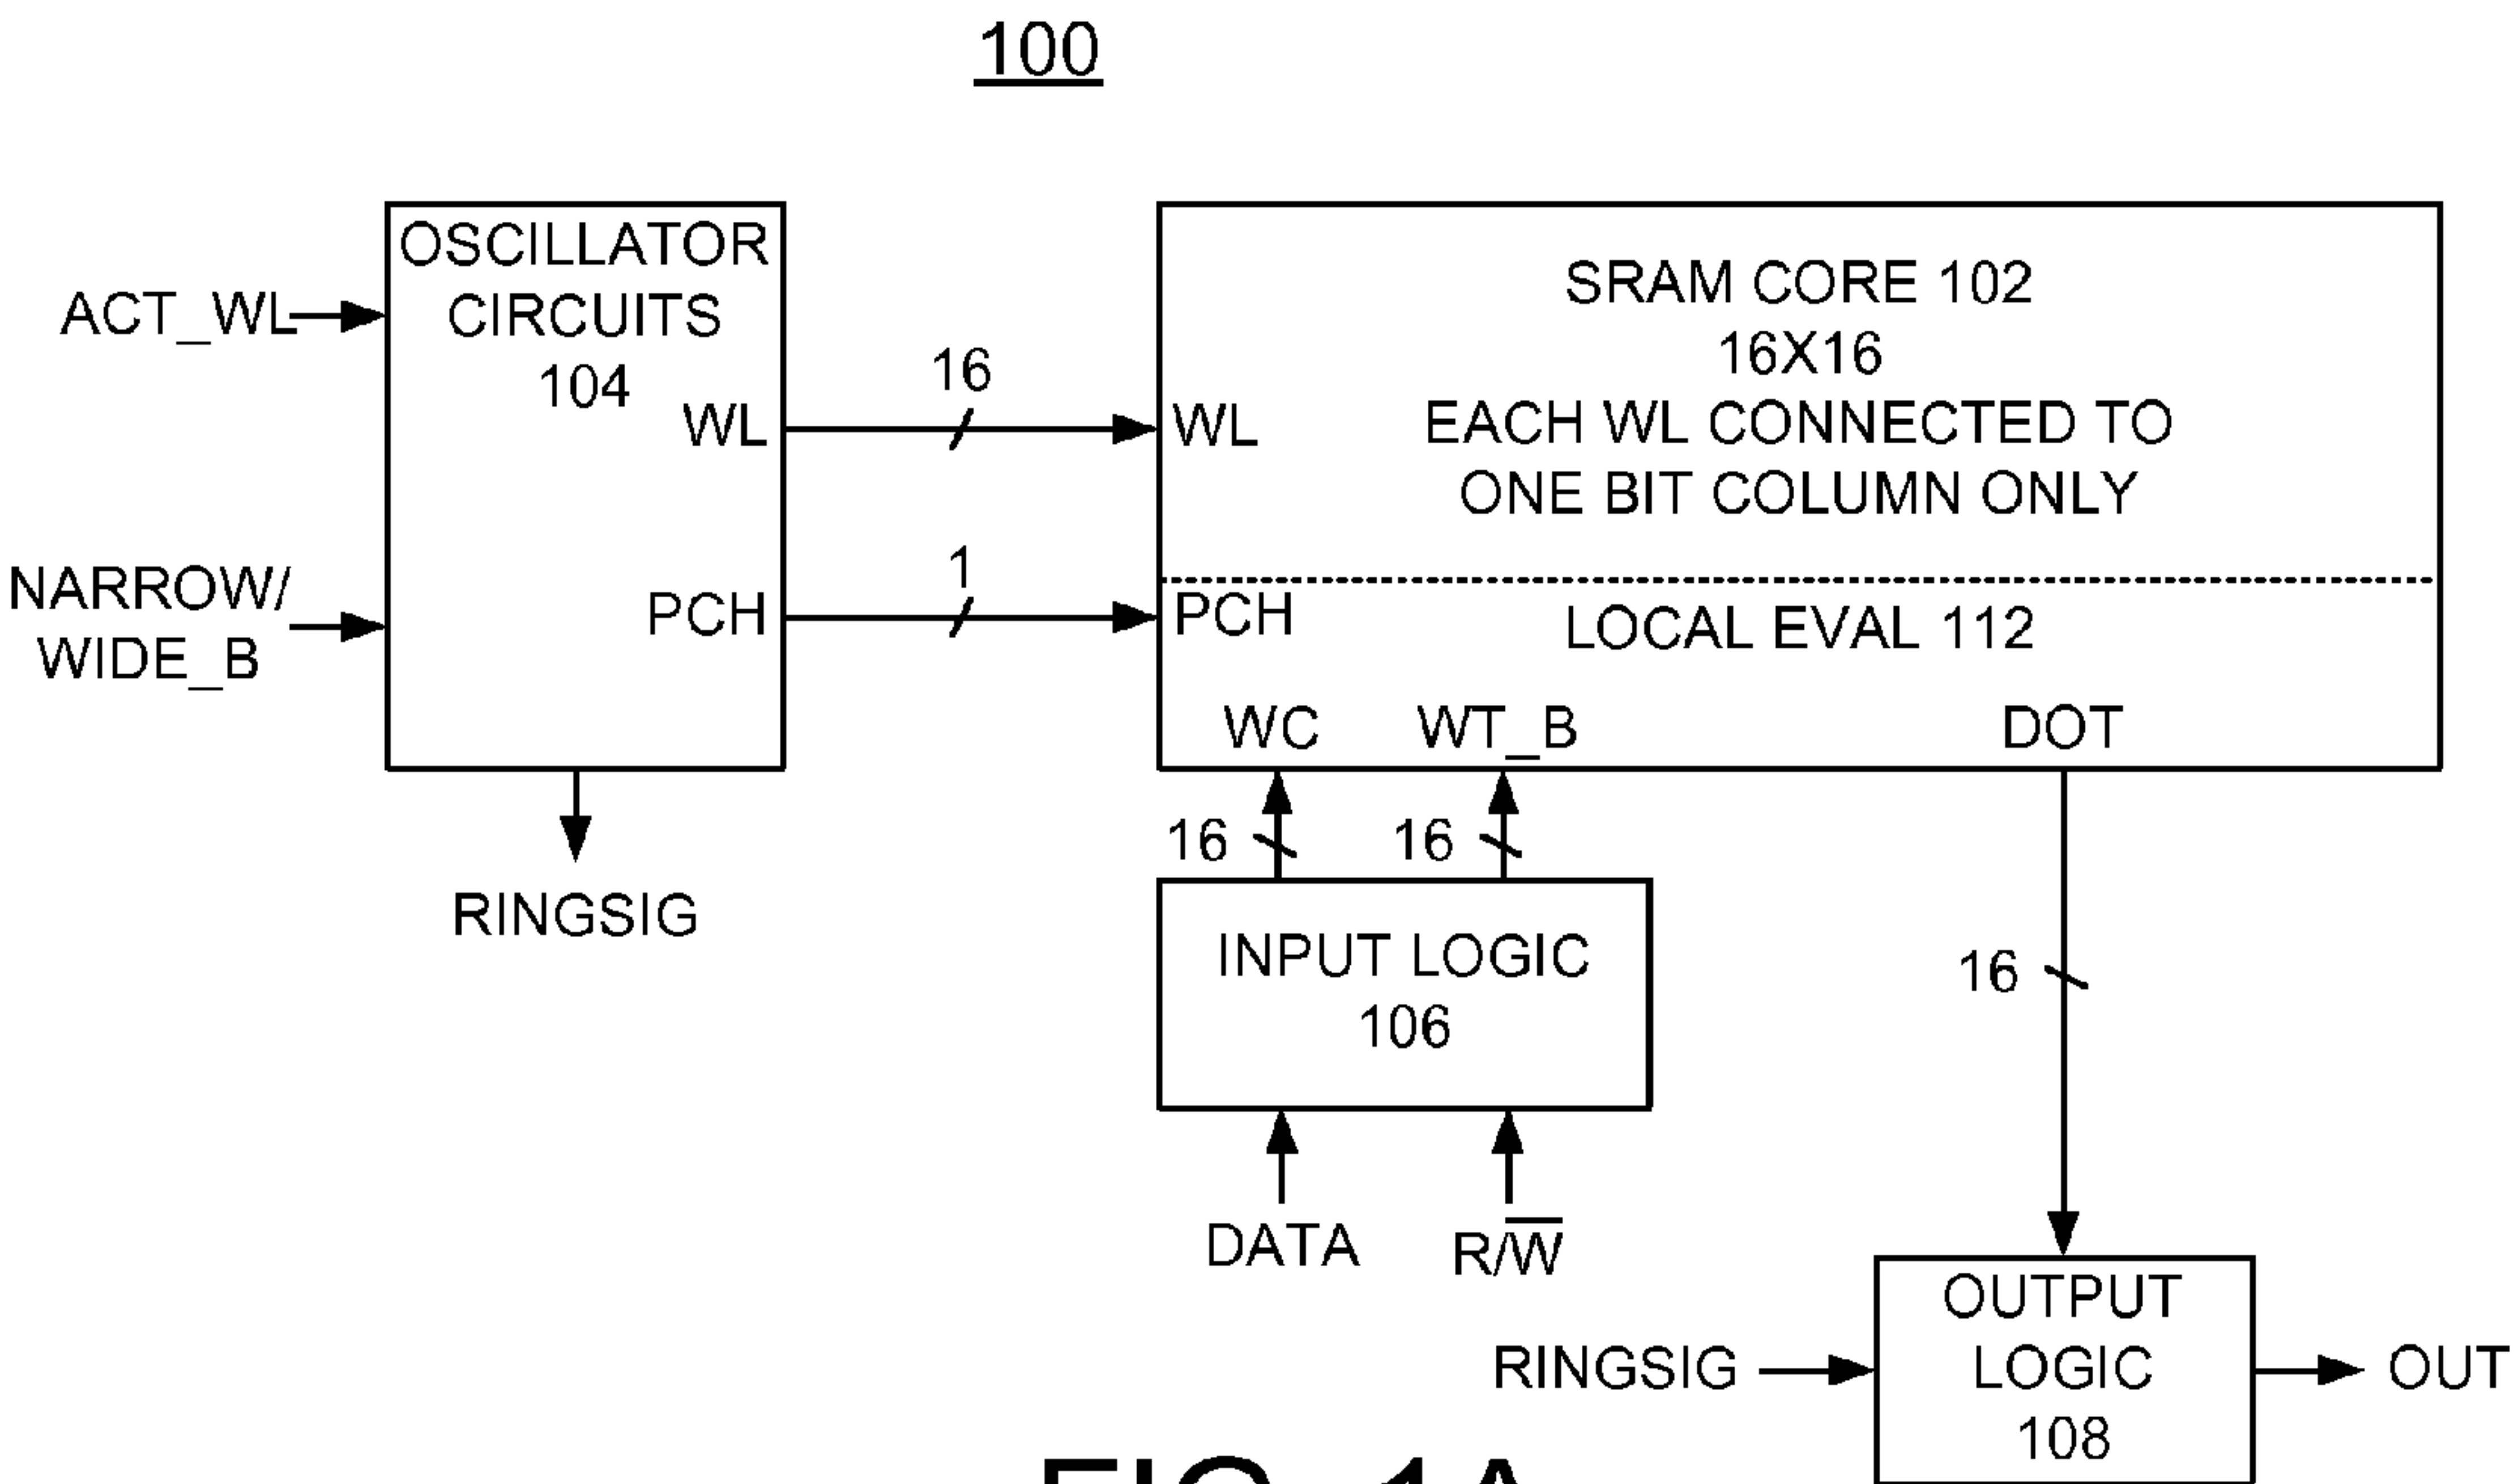 100
OSCILLATOR
CIRCUITS
104
ACT_WL
NARROW/
WIDE_B
WL
PCH
RINGSIG
16
1
SRAM CORE 102
16X16
EACH WL CONNECTED TO
ONE BIT COLUMN ONLY
WL
PCH
LOCAL EVAL 112
WC WT_B DOT
16 16
INPUT LOGIC
106
DATA R/W̅
16
OUTPUT
LOGIC
108
RINGSIG
OUT
FIG. 1A